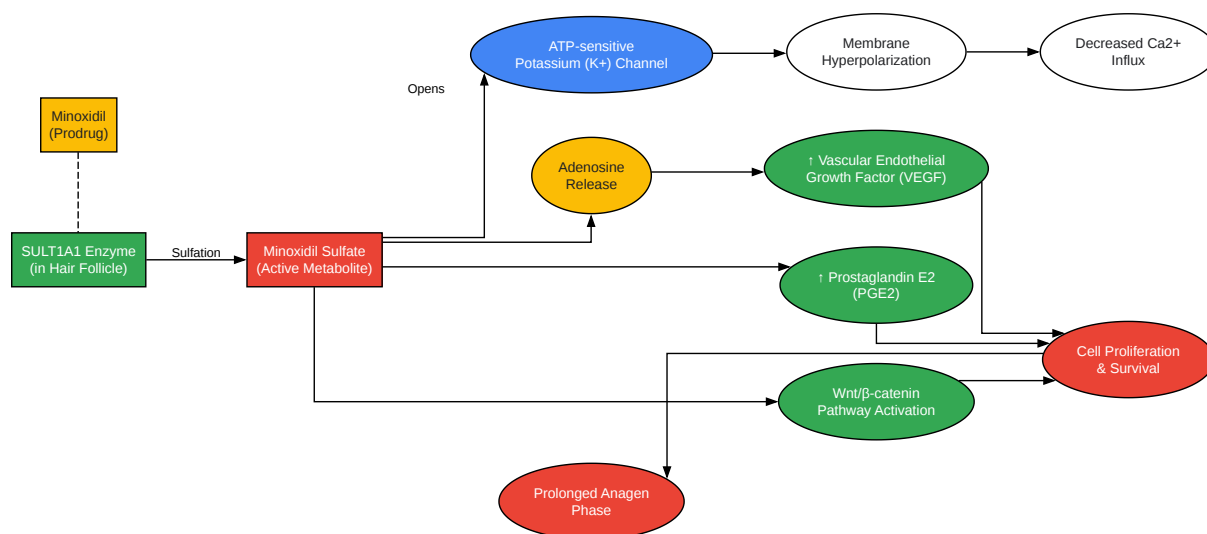 ATP-sensitive
Potassium (K+) Channel
Membrane
Hyperpolarization
Decreased Ca2+
Influx
Opens
Minoxidil
(Prodrug)
Adenosine
Release
↑ Vascular Endothelial
Growth Factor (VEGF)
SULT1A1 Enzyme
(in Hair Follicle)
Sulfation
Minoxidil Sulfate
(Active Metabolite)
↑ Prostaglandin E2
(PGE2)
Cell Proliferation
& Survival
Wnt/β-catenin
Pathway Activation
Prolonged Anagen
Phase